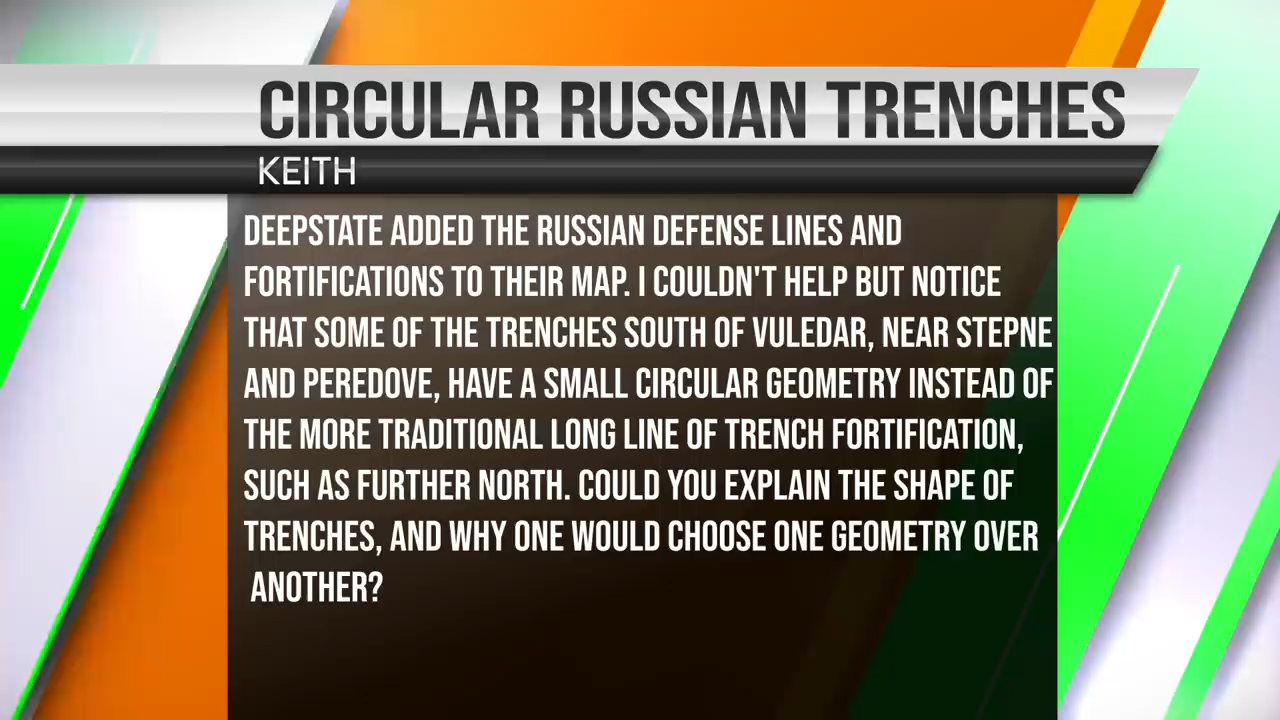 CIRCULAR RUSSIAN TRENCHES
KEITH
DEEPSTATE ADDED THE RUSSIAN DEFENSE LINES AND
FORTIFICATIONS TO THEIR MAP. I COULDN'T HELP BUT NOTICE
THAT SOME OF THE TRENCHES SOUTH OF VULEDAR, NEAR STEPNE
AND PEREDOVE, HAVE A SMALL CIRCULAR GEOMETRY INSTEAD OF
THE MORE TRADITIONAL LONG LINE OF TRENCH FORTIFICATION,
SUCH AS FURTHER NORTH. COULD YOU EXPLAIN THE SHAPE OF
TRENCHES, AND WHY ONE WOULD CHOOSE ONE GEOMETRY OVER
ANOTHER?